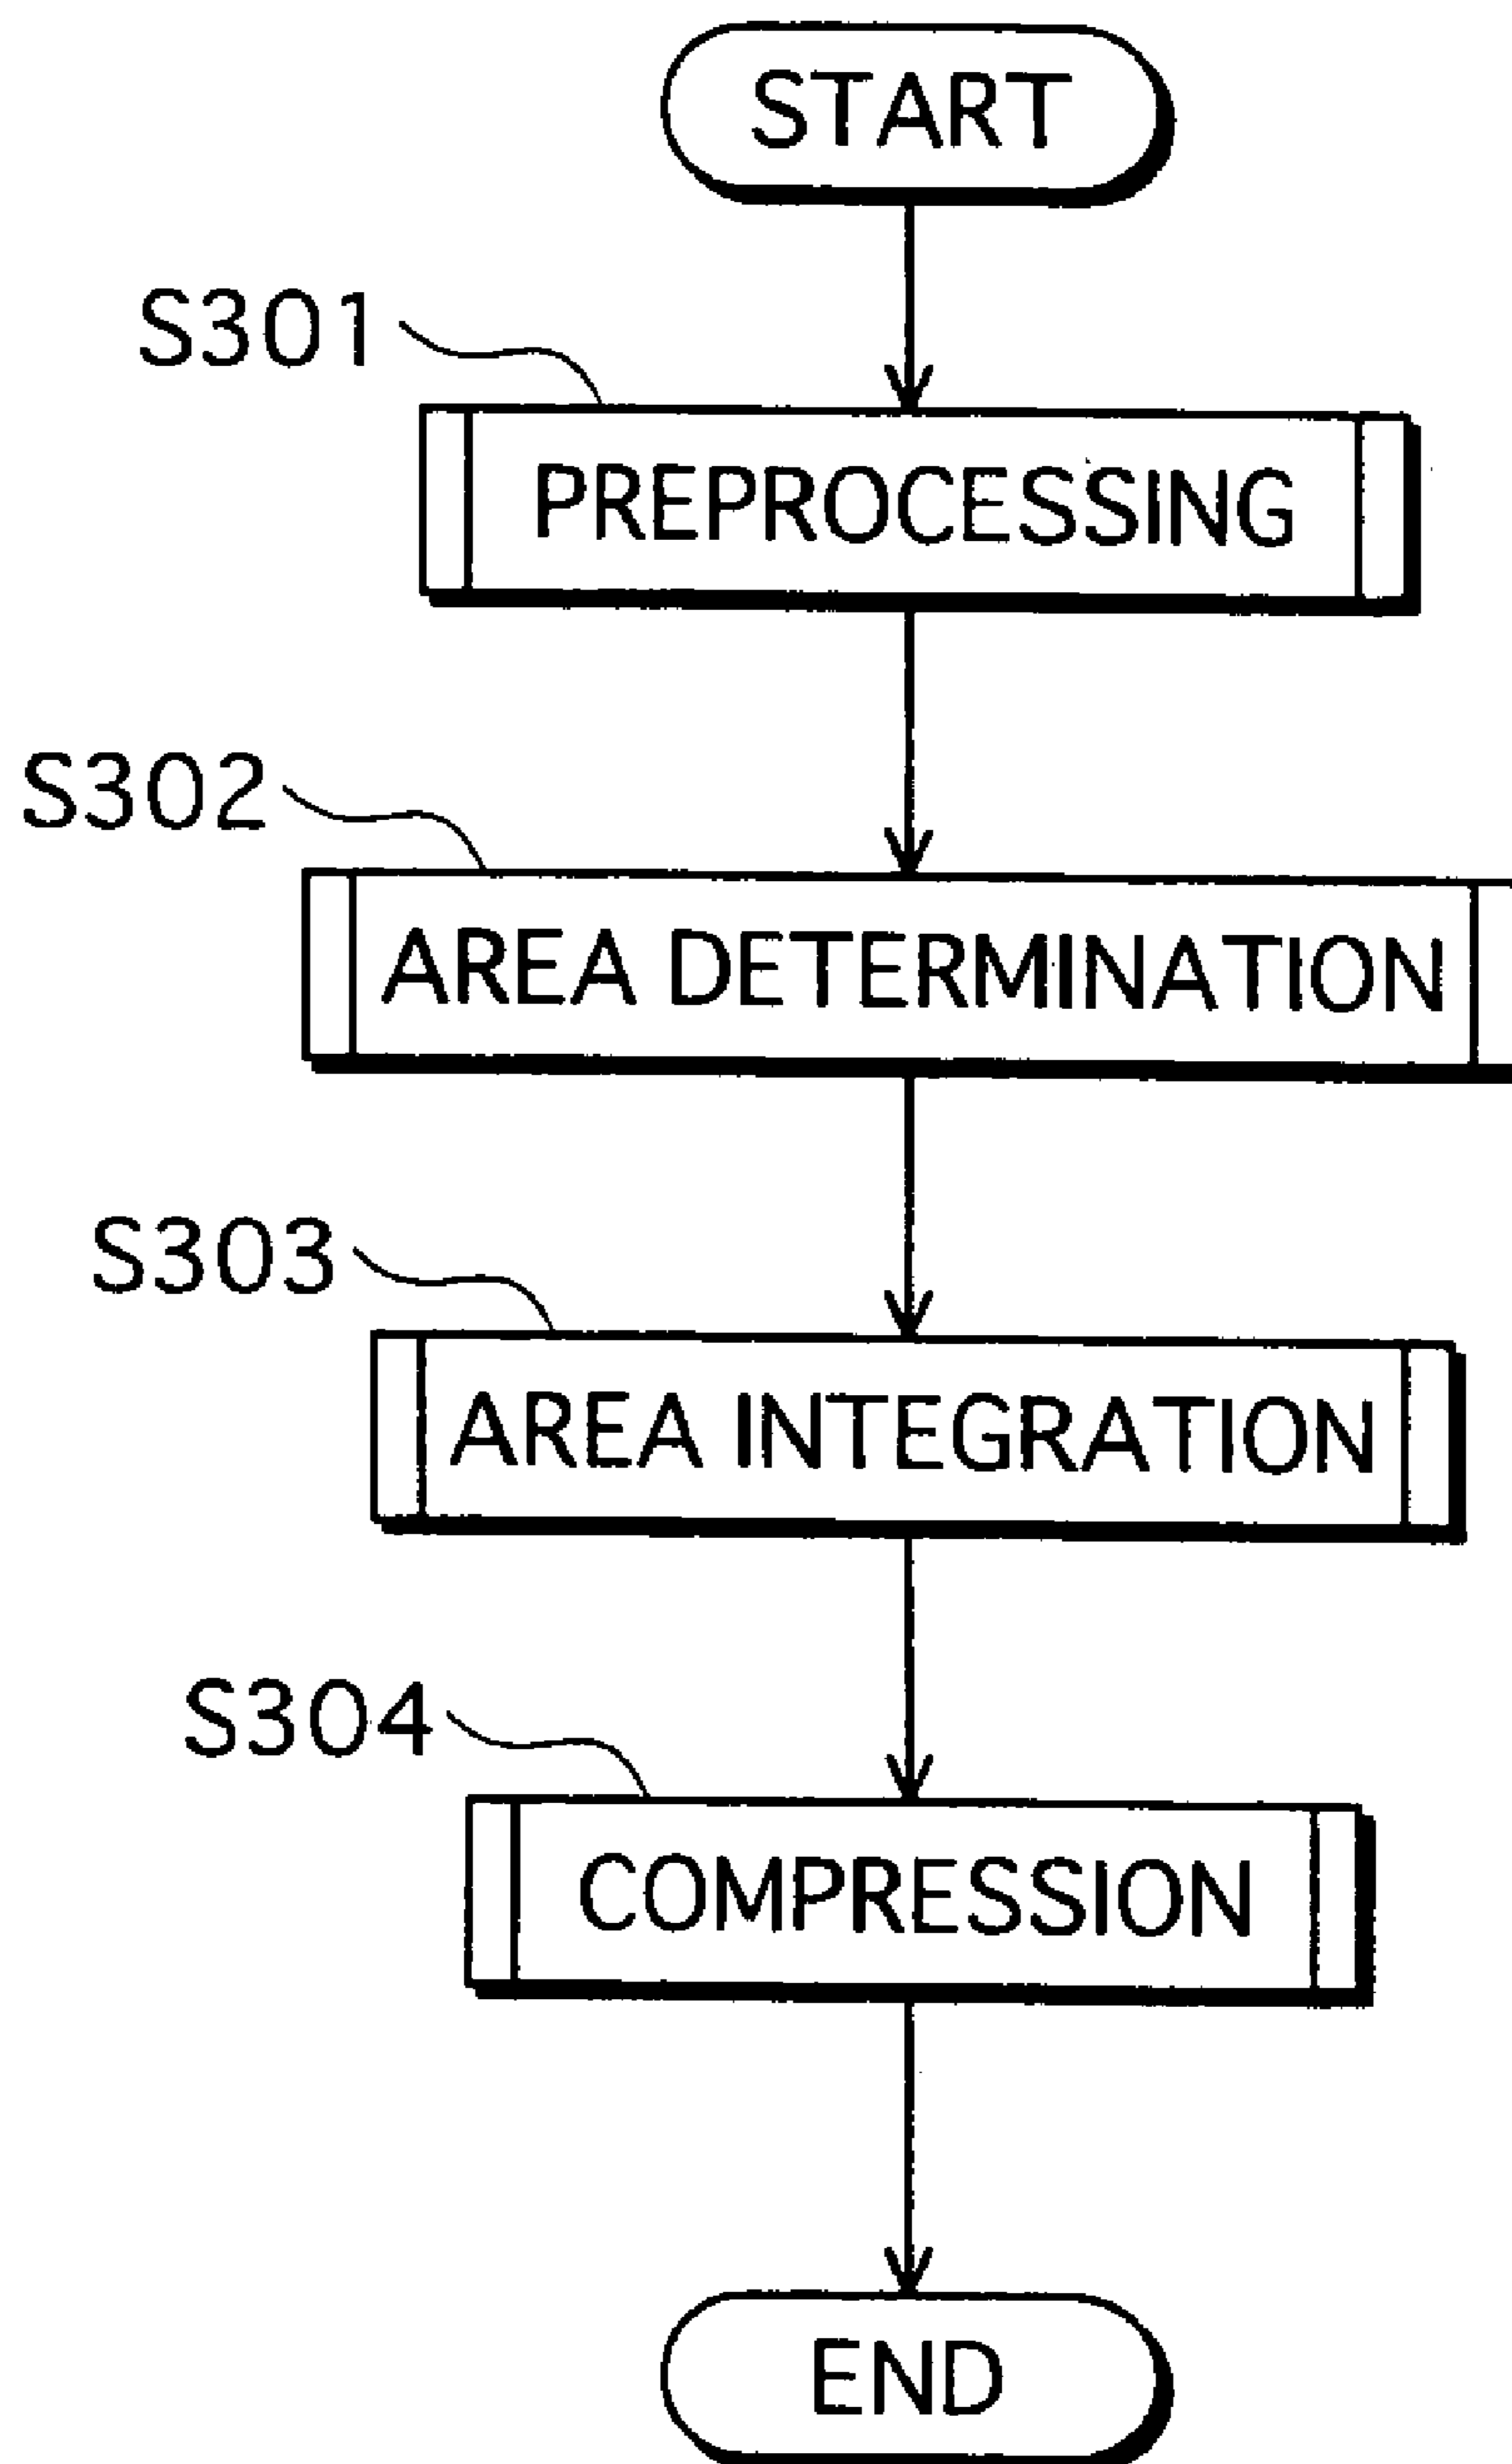 START
S301
PREPROCESSING
S302
AREA DETERMINATION
S303
AREA INTEGRATION
S304
COMPRESSION
END